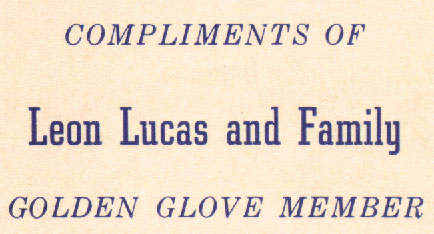 COMPLIMENTS OF
Leon Lucas and Family
GOLDEN GLOVE MEMBER